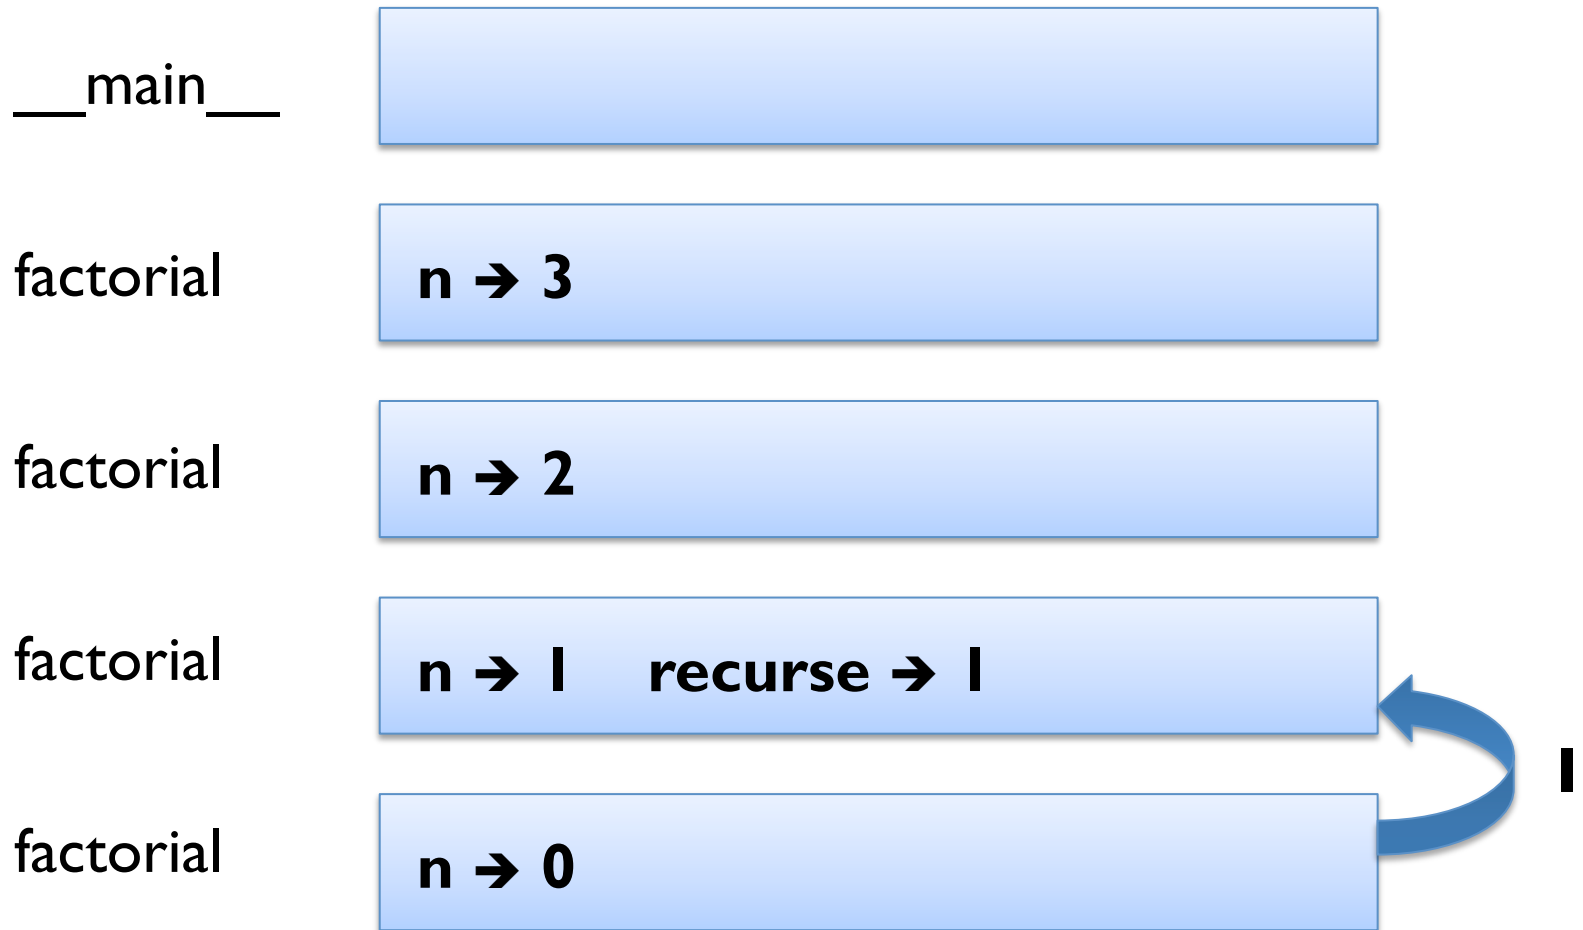 __main__
factorial n → 3
factorial n → 2
factorial n → 1 recurse → 1
1
factorial n → 0